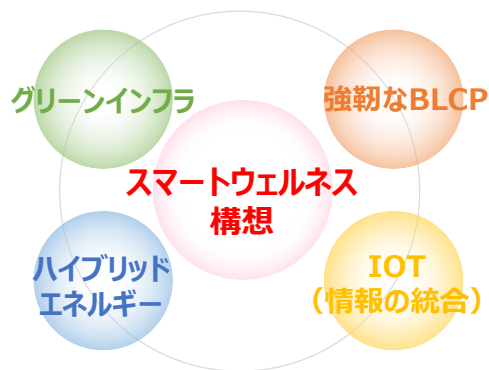 グリーンインフラ
強靭なBLCP
スマートウェルネス
構想
ハイブリッド
エネルギー
IOT
（情報の統合）